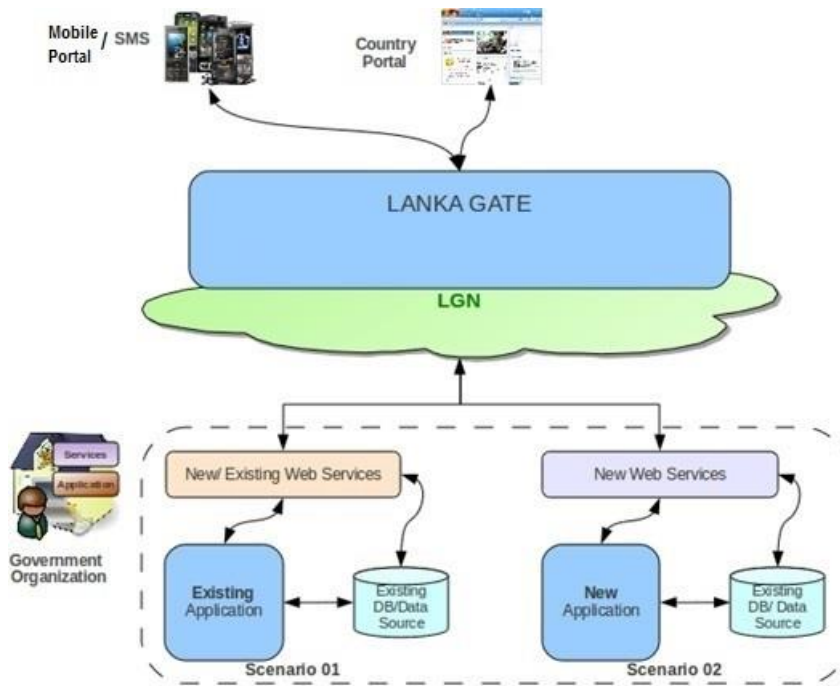 Mobile / SMS
Portal
Country
Portal
LANKA GATE
LGN
Services
Application
Government
Organization
New/ Existing Web Services
New Web Services
Existing
Application
Existing
DB/Data
Source
New
Application
Existing
DB/ Data
Source
Scenario 01
Scenario 02